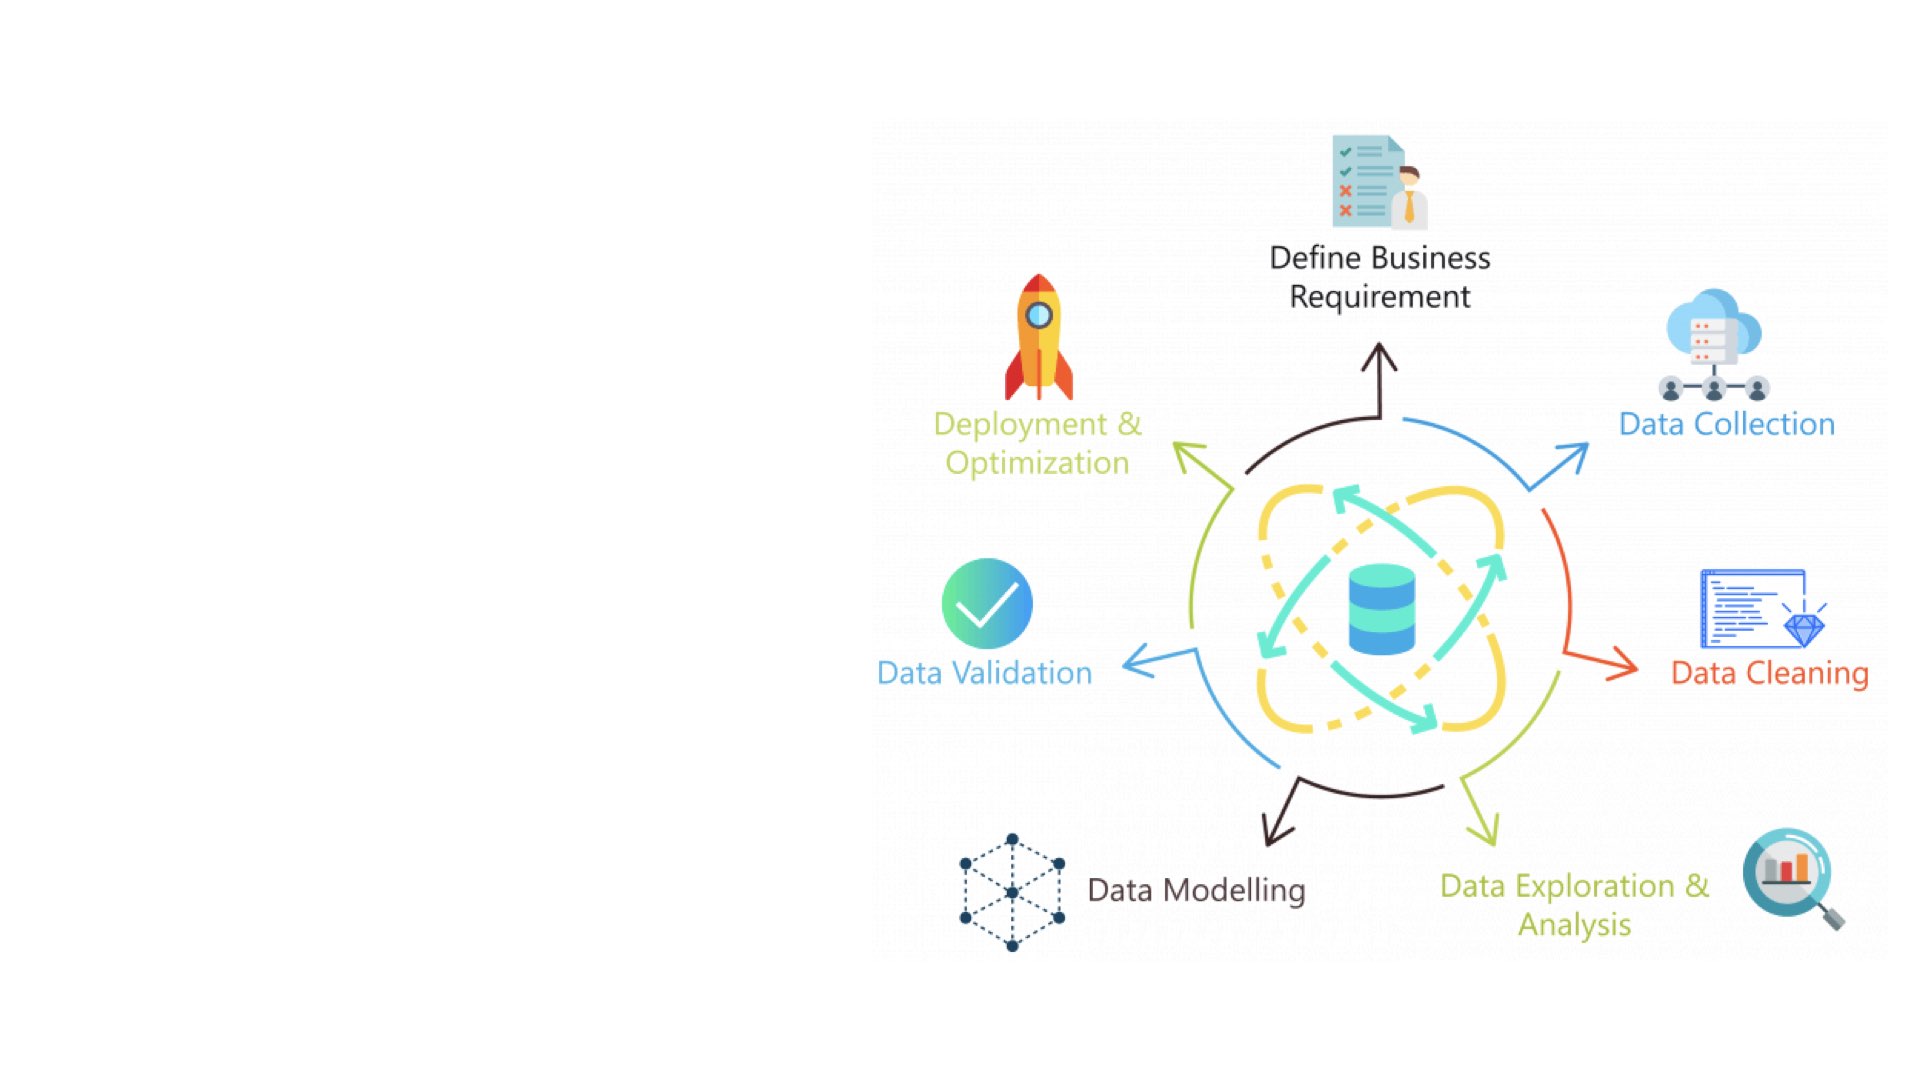 Define Business
Requirement
Data Collection
Data Cleaning
Data Exploration &
Analysis
Data Modelling
Data Validation
Deployment &
Optimization